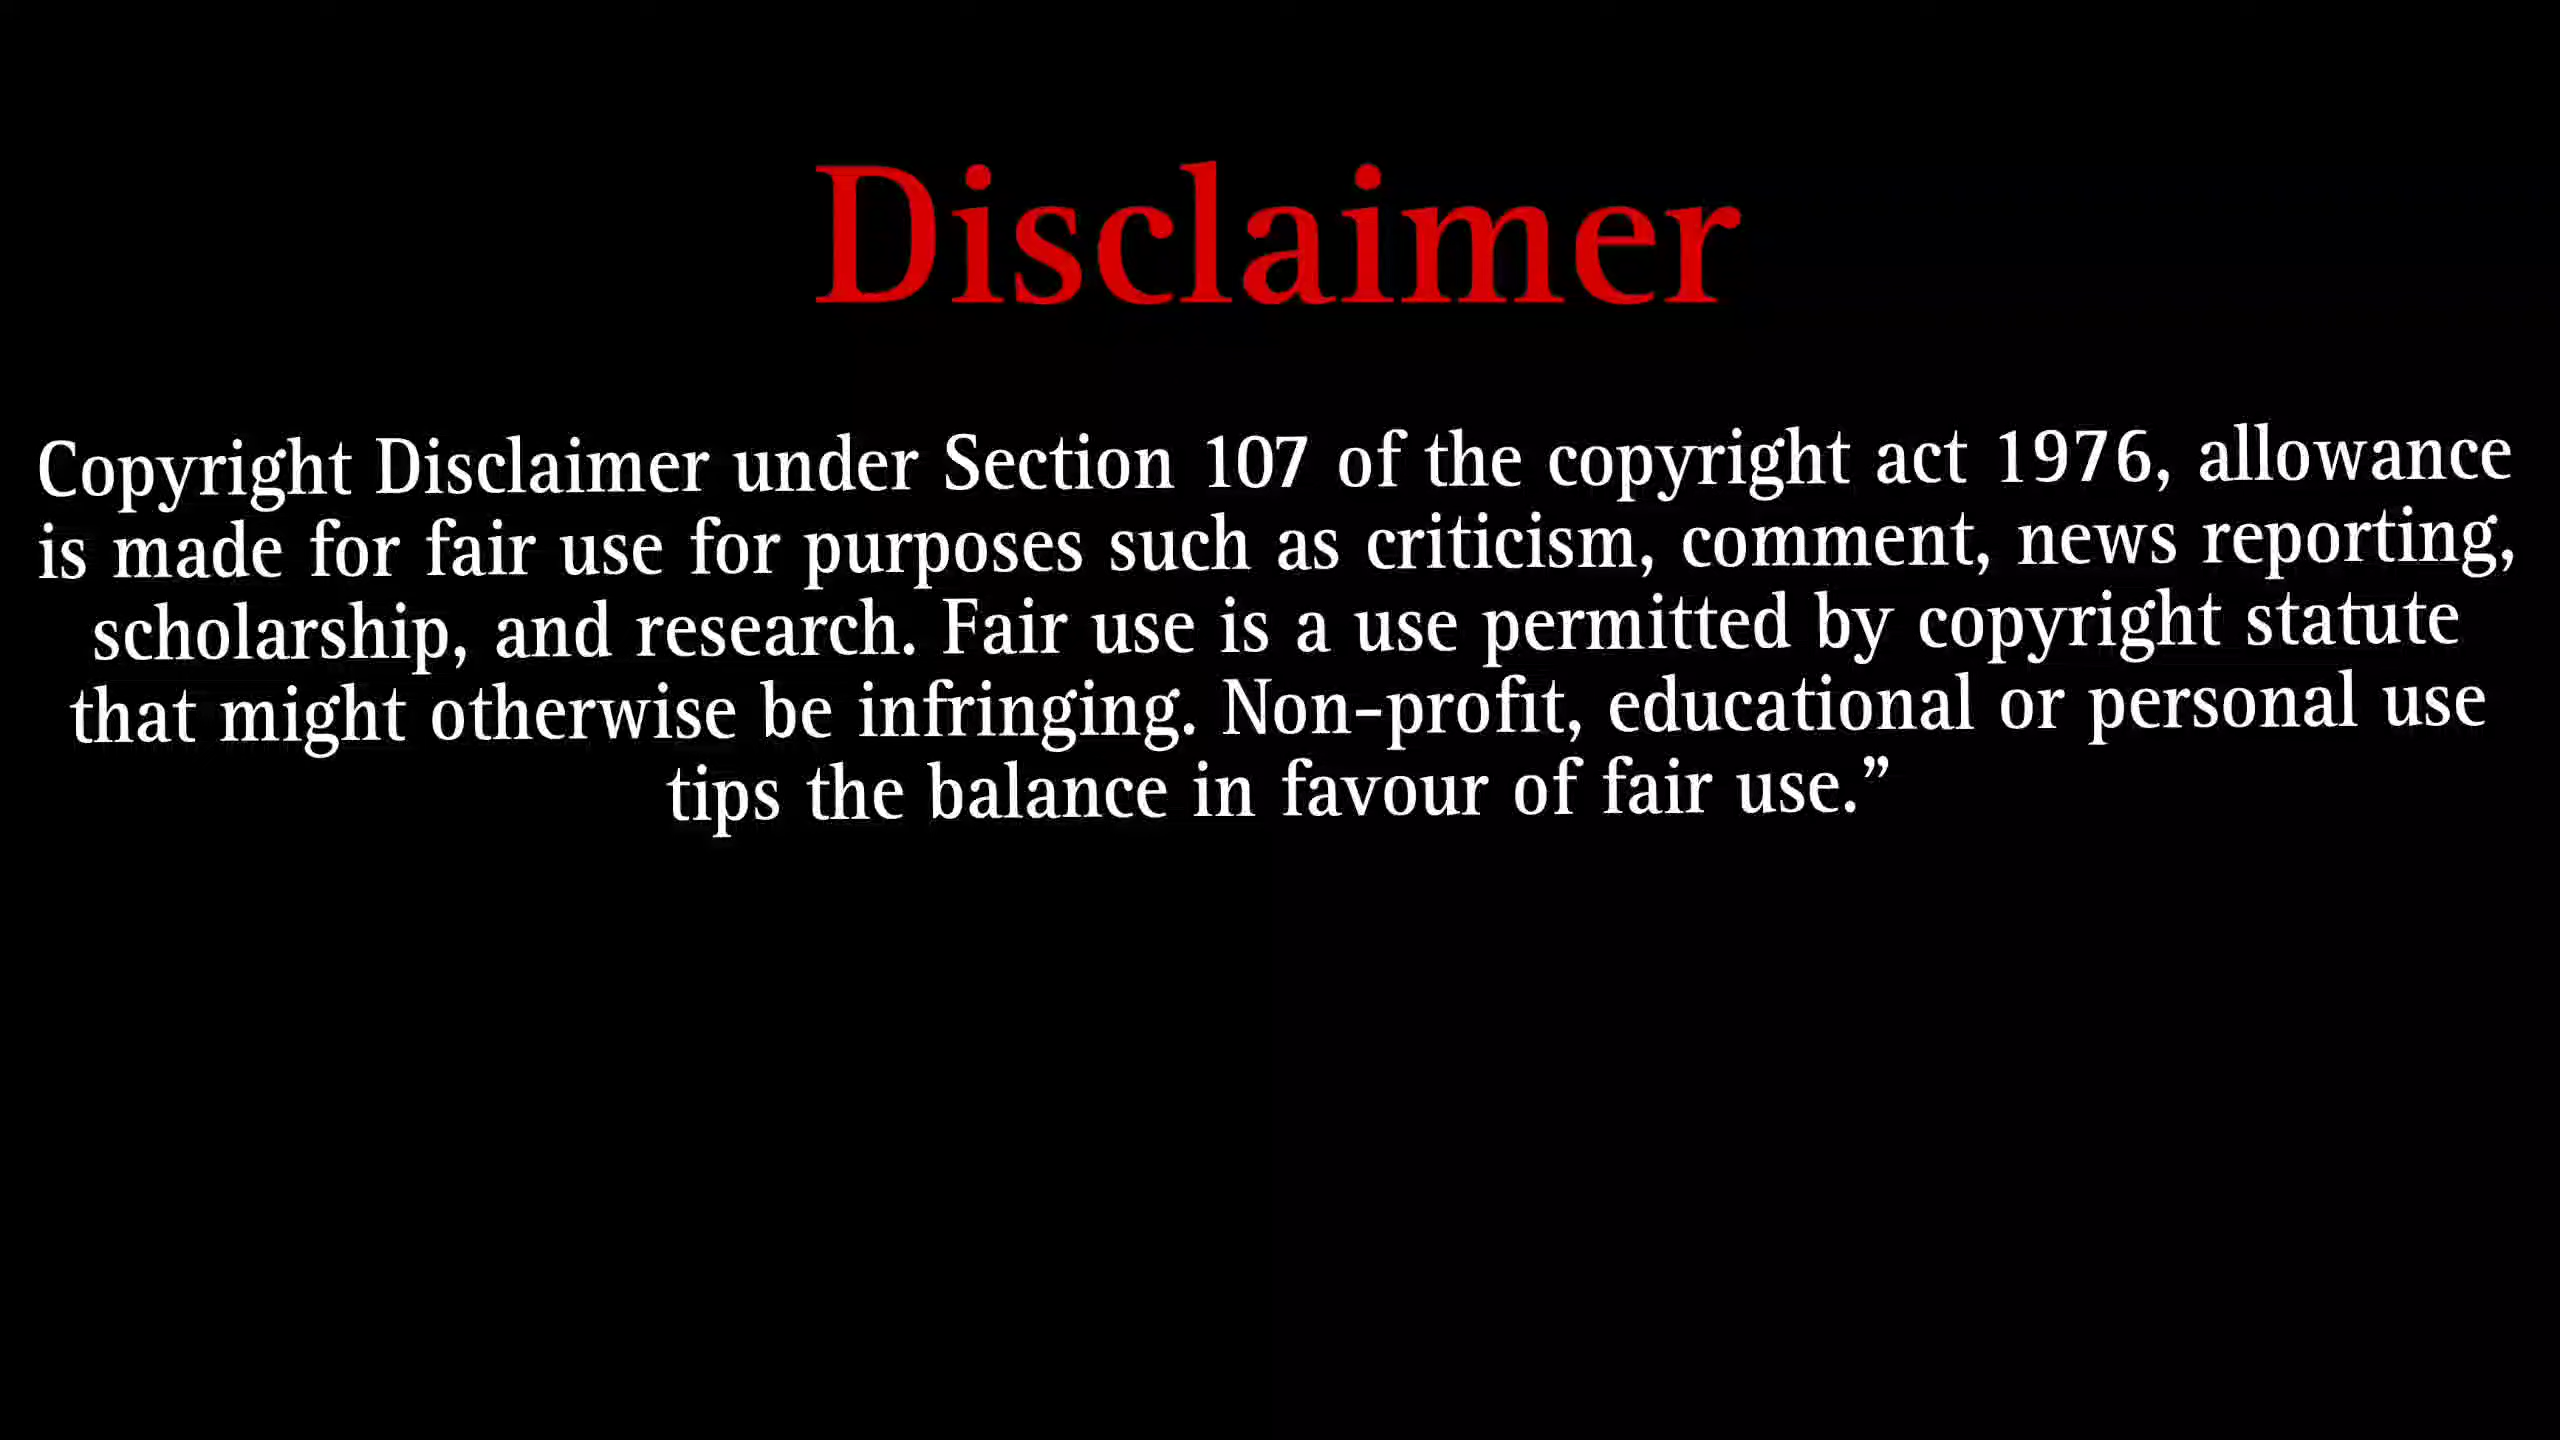 Disclaimer
Copyright Disclaimer under Section 107 of the copyright act 1976, allowance
is made for fair use for purposes such as criticism, comment, news reporting,
scholarship, and research. Fair use is a use permitted by copyright statute
that might otherwise be infringing. Non-profit, educational or personal use
tips the balance in favour of fair use.”